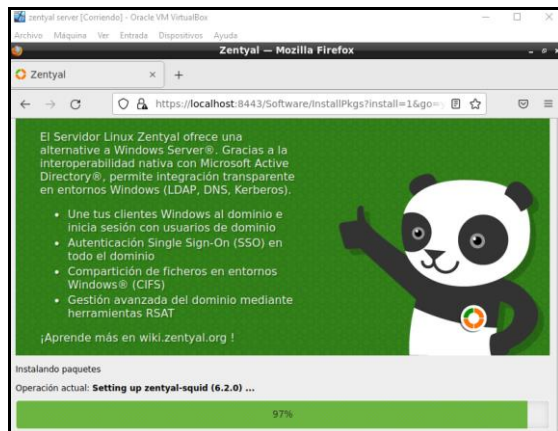 zentyal server [Corriendo] - Oracle VM VirtualBox
Archivo Máquina Ver Entrada Dispositivos Ayuda
Zentyal — Mozilla Firefox
Zentyal
https://localhost:8443/Software/InstallPkgs?install=1&go=
El Servidor Linux Zentyal ofrece una
alternative a Windows Server®. Gracias a la
interoperabilidad nativa con Microsoft Active
Directory®, permite integración transparente
en entornos Windows (LDAP, DNS, Kerberos).
• Une tus clientes Windows al dominio e
inicia sesión con usuarios de dominio
• Autenticación Single Sign-On (SSO) en
todo el dominio
• Compartición de ficheros en entornos
Windows® (CIFS)
• Gestión avanzada del dominio mediante
herramientas RSAT
¡Aprende más en wiki.zentyal.org !
Instalando paquetes
Operación actual: Setting up zentyal-squid (6.2.0) ...
97%